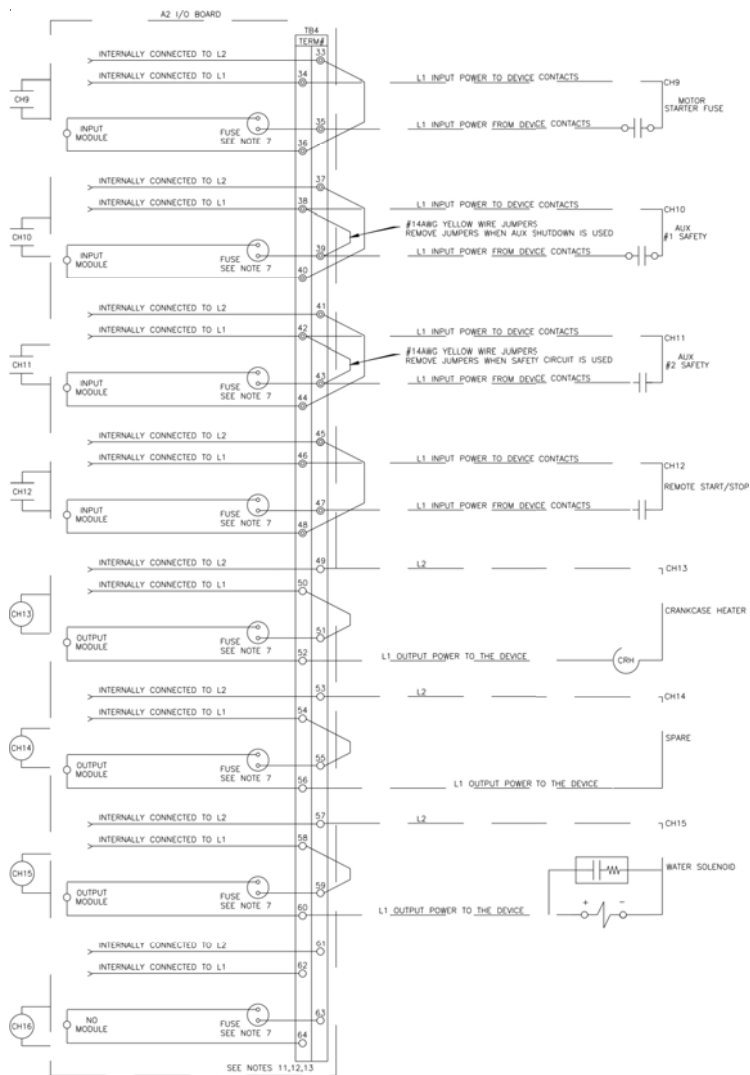 A2 I/O BOARD
TB4
TERM#
INTERNALLY CONNECTED TO L2
33
INTERNALLY CONNECTED TO L1
34
L1 INPUT POWER TO DEVICE CONTACTS
CH9
CH9
MOTOR
STARTER FUSE
INPUT
MODULE
FUSE
SEE NOTE 7
35
L1 INPUT POWER FROM DEVICE CONTACTS
36
INTERNALLY CONNECTED TO L2
37
INTERNALLY CONNECTED TO L1
38
L1 INPUT POWER TO DEVICE CONTACTS
CH10
CH10
#14AWG YELLOW WIRE JUMPERS
REMOVE JUMPERS WHEN AUX SHUTDOWN IS USED
AUX
#1 SAFETY
INPUT
MODULE
FUSE
SEE NOTE 7
39
L1 INPUT POWER FROM DEVICE CONTACTS
40
INTERNALLY CONNECTED TO L2
41
INTERNALLY CONNECTED TO L1
42
L1 INPUT POWER TO DEVICE CONTACTS
CH11
CH11
#14AWG YELLOW WIRE JUMPERS
REMOVE JUMPERS WHEN SAFETY CIRCUIT IS USED
AUX
#2 SAFETY
INPUT
MODULE
FUSE
SEE NOTE 7
43
L1 INPUT POWER FROM DEVICE CONTACTS
44
INTERNALLY CONNECTED TO L2
45
INTERNALLY CONNECTED TO L1
46
L1 INPUT POWER TO DEVICE CONTACTS
CH12
CH12
REMOTE START/STOP
INPUT
MODULE
FUSE
SEE NOTE 7
47
L1 INPUT POWER FROM DEVICE CONTACTS
48
INTERNALLY CONNECTED TO L2
49
L2
CH13
INTERNALLY CONNECTED TO L1
50
CH13
CRANKCASE HEATER
OUTPUT
MODULE
FUSE
SEE NOTE 7
51
52
L1 OUTPUT POWER TO THE DEVICE
CRH
INTERNALLY CONNECTED TO L2
53
L2
CH14
INTERNALLY CONNECTED TO L1
54
CH14
SPARE
OUTPUT
MODULE
FUSE
SEE NOTE 7
55
56
L1 OUTPUT POWER TO THE DEVICE
INTERNALLY CONNECTED TO L2
57
L2
CH15
INTERNALLY CONNECTED TO L1
58
CH15
WATER SOLENOID
OUTPUT
MODULE
FUSE
SEE NOTE 7
59
60
L1 OUTPUT POWER TO THE DEVICE
+ -
INTERNALLY CONNECTED TO L2
61
INTERNALLY CONNECTED TO L1
62
CH16
NO
MODULE
FUSE
SEE NOTE 7
63
64
SEE NOTES 11,12,13